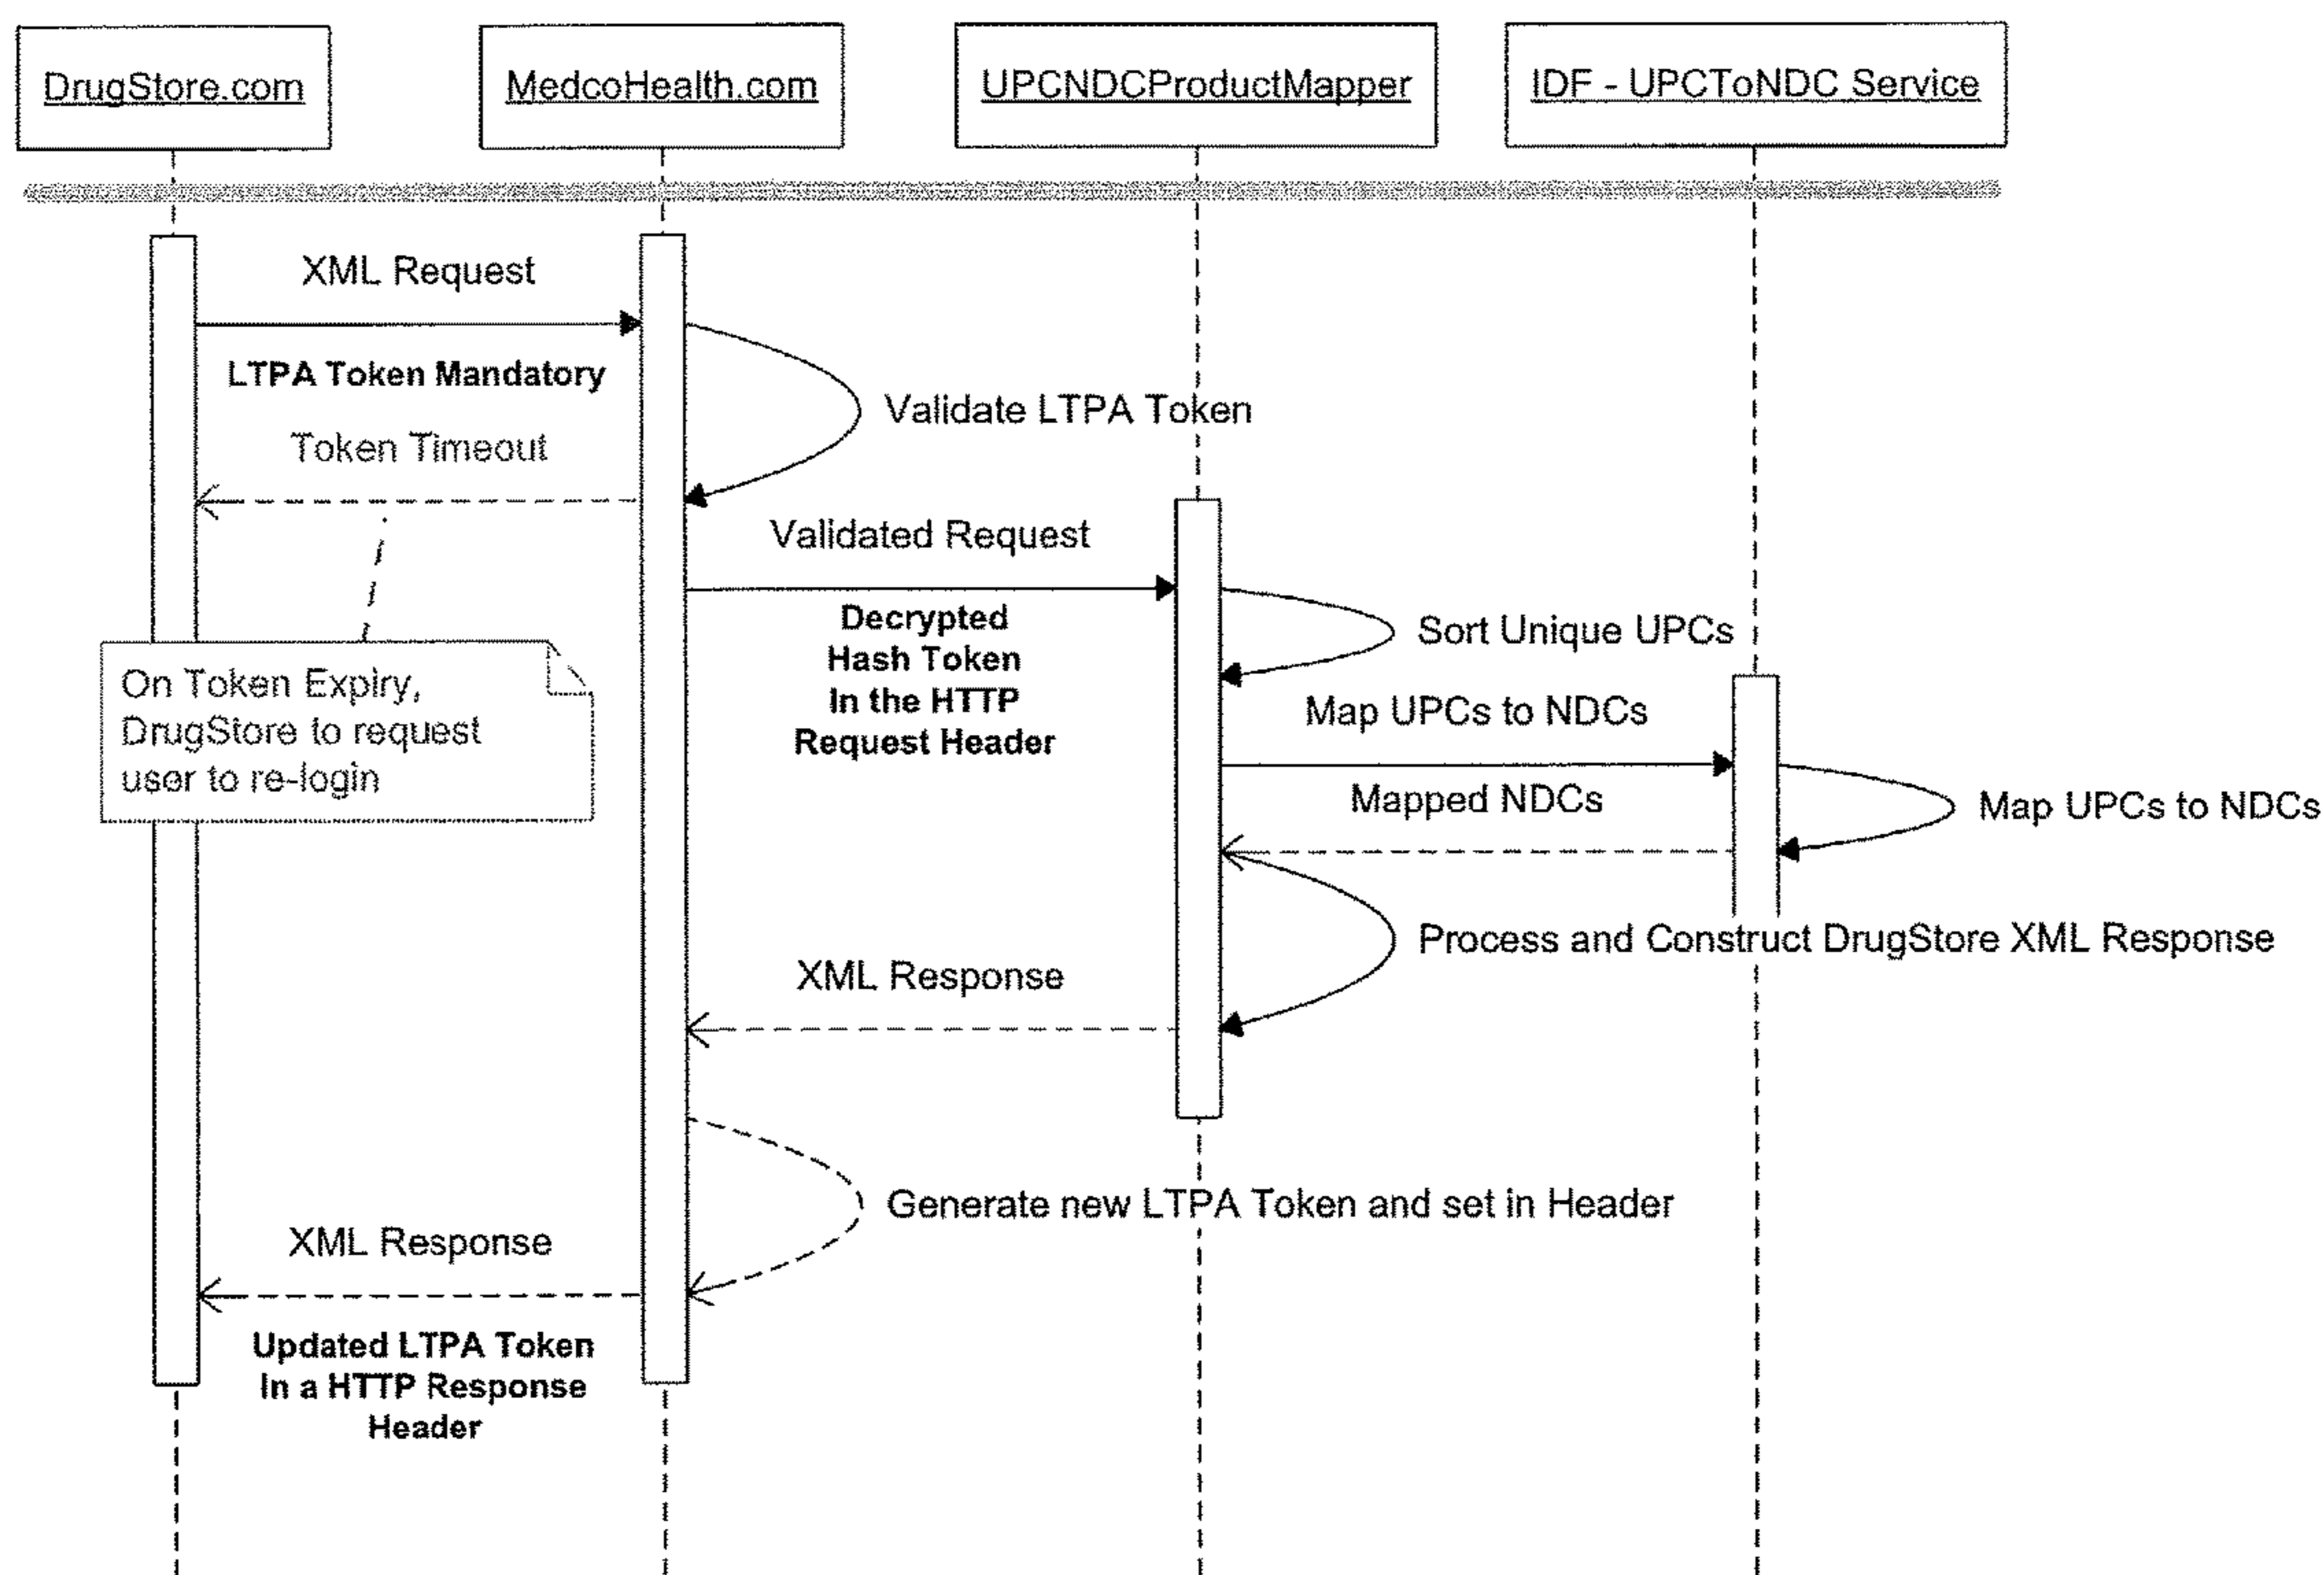 DrugStore.com
MedcoHealth.com
UPCNDCProductMapper
IDF - UPCToNDC Service
XML Request
LTPA Token Mandatory
Validate LTPA Token
Token Timeout
Validated Request
Decrypted
Hash Token
In the HTTP
Request Header
Sort Unique UPCs
On Token Expiry,
DrugStore to request
user to re-login
Map UPCs to NDCs
Mapped NDCs
Map UPCs to NDCs
Process and Construct DrugStore XML Response
XML Response
Generate new LTPA Token and set in Header
XML Response
Updated LTPA Token
In a HTTP Response
Header